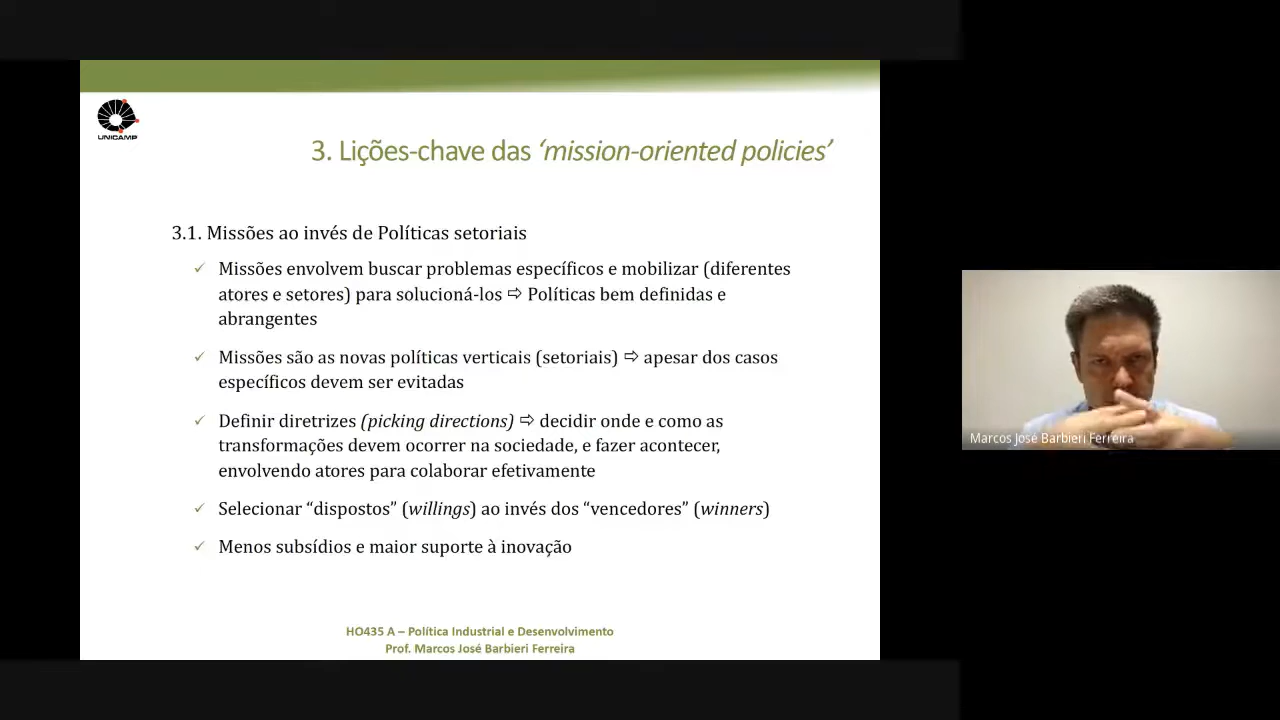 UNICAMP
3. Lições-chave das ‘mission-oriented policies’
3.1. Missões ao invés de Políticas setoriais
✓ Missões envolvem buscar problemas específicos e mobilizar (diferentes
atores e setores) para solucioná-los ⇨ Políticas bem definidas e
abrangentes
✓ Missões são as novas políticas verticais (setoriais) ⇨ apesar dos casos
específicos devem ser evitadas
✓ Definir diretrizes (picking directions) ⇨ decidir onde e como as
transformações devem ocorrer na sociedade, e fazer acontecer,
envolvendo atores para colaborar efetivamente
✓ Selecionar “dispostos” (willings) ao invés dos “vencedores” (winners)
✓ Menos subsídios e maior suporte à inovação
HO435 A – Política Industrial e Desenvolvimento
Prof. Marcos José Barbieri Ferreira
Marcos José Barbieri Ferreira